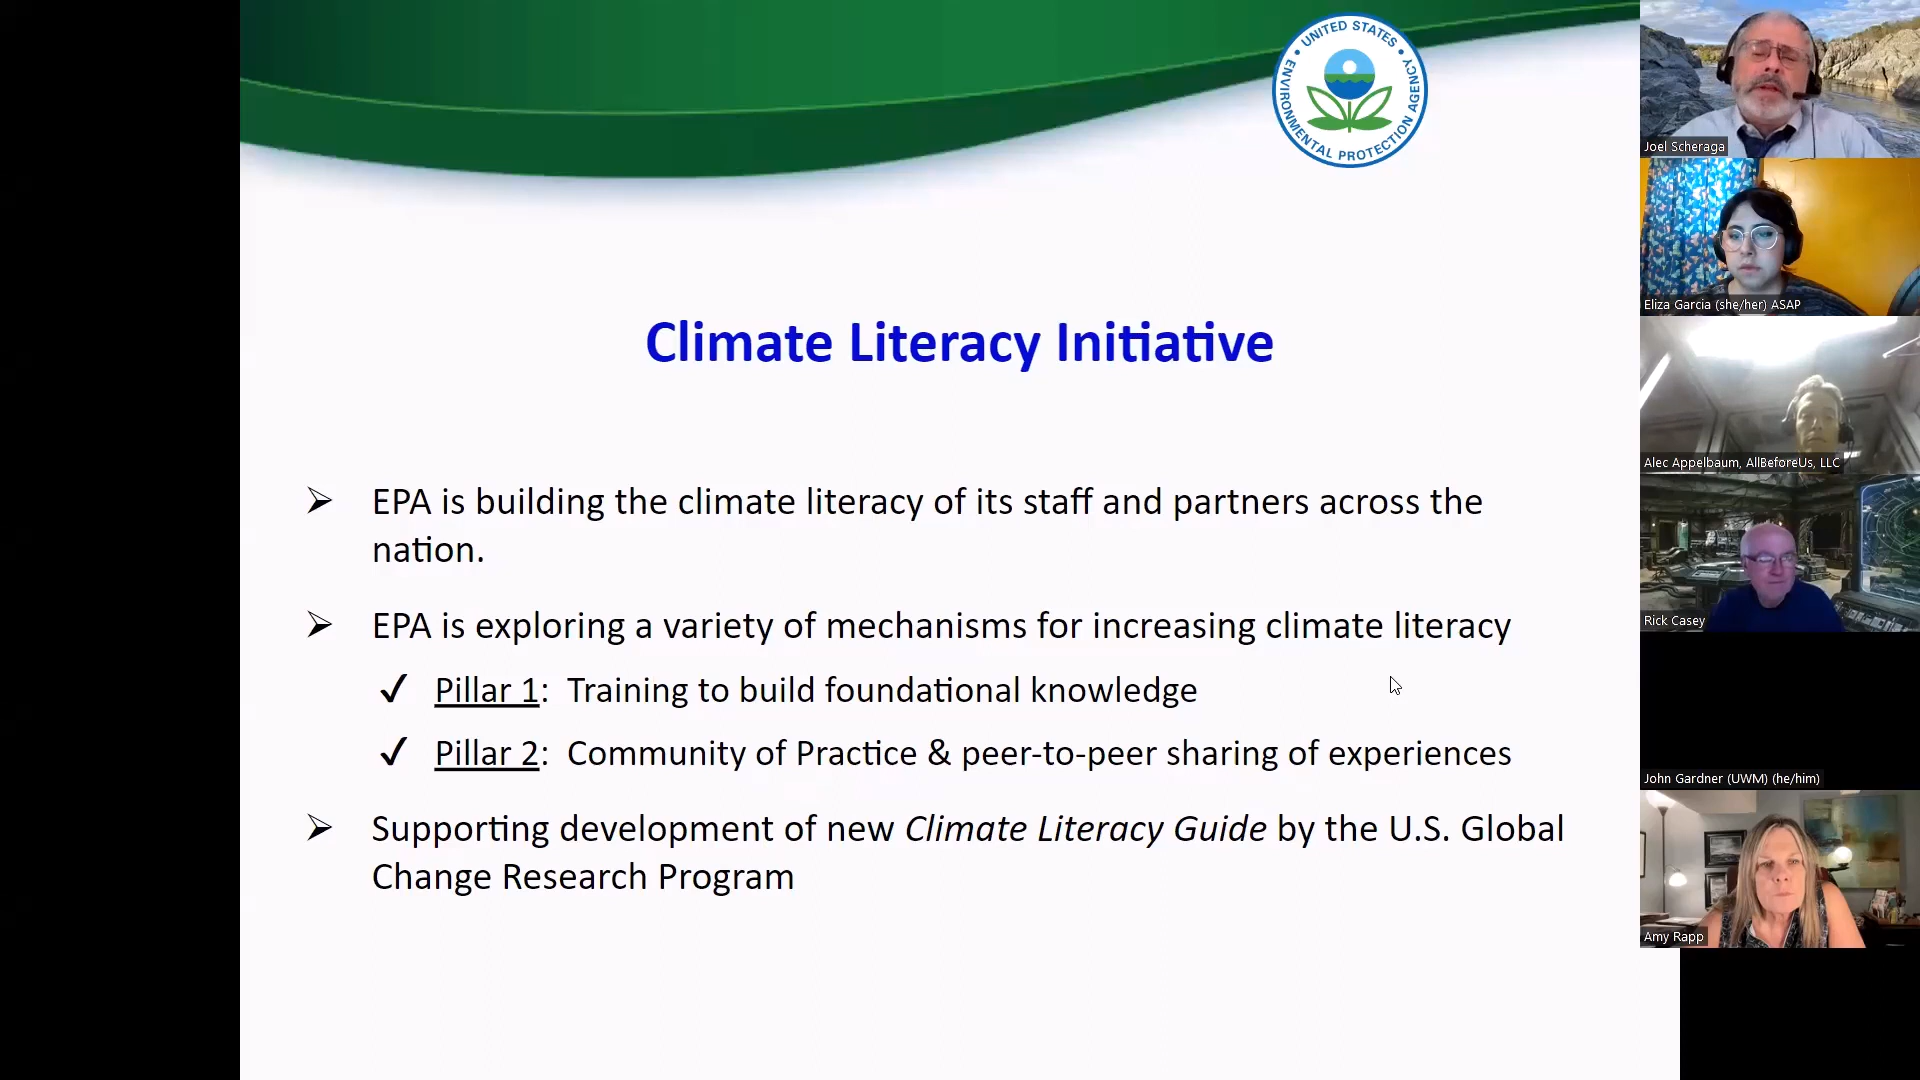 UNITED STATES
ENVIRONMENTAL PROTECTION AGENCY
Climate Literacy Initiative
➢ EPA is building the climate literacy of its staff and partners across the
nation.
➢ EPA is exploring a variety of mechanisms for increasing climate literacy
✓ Pillar 1: Training to build foundational knowledge
✓ Pillar 2: Community of Practice & peer-to-peer sharing of experiences
➢ Supporting development of new Climate Literacy Guide by the U.S. Global
Change Research Program
Joel Scheraga
Eliza Garcia (she/her) ASAP
Alec Appelbaum, AllBeforeUs, LLC
Rick Casey
John Gardner (UWM) (he/him)
Amy Rapp